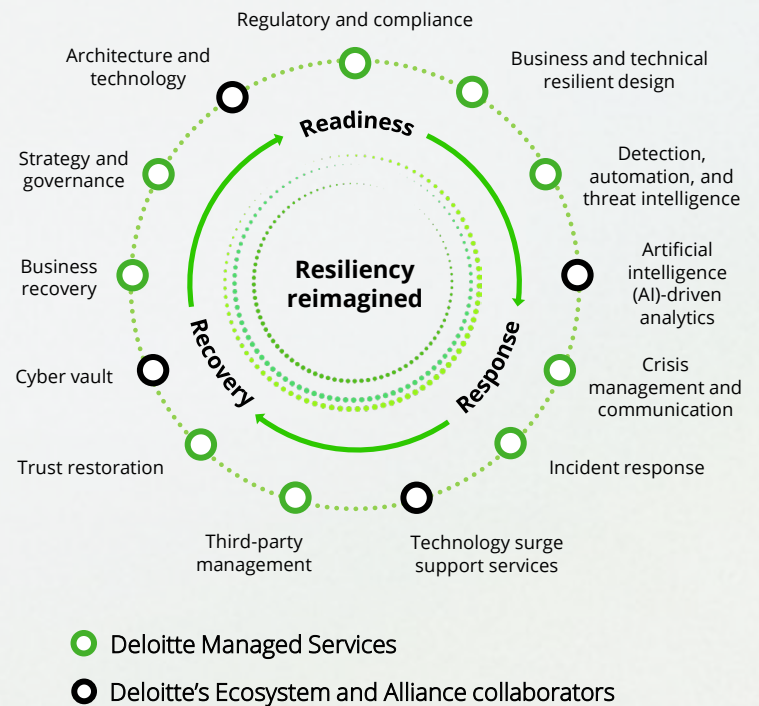 Regulatory and compliance
Architecture and
technology
Business and technical
resilient design
Readiness
Strategy and
governance
Detection,
automation, and
threat intelligence
Business
recovery
Resiliency
reimagined
Artificial
intelligence
(AI)-driven
analytics
Recovery
Response
Cyber vault
Crisis
management and
communication
Trust restoration
Incident response
Third-party
management
Technology surge
support services
Deloitte Managed Services
Deloitte’s Ecosystem and Alliance collaborators